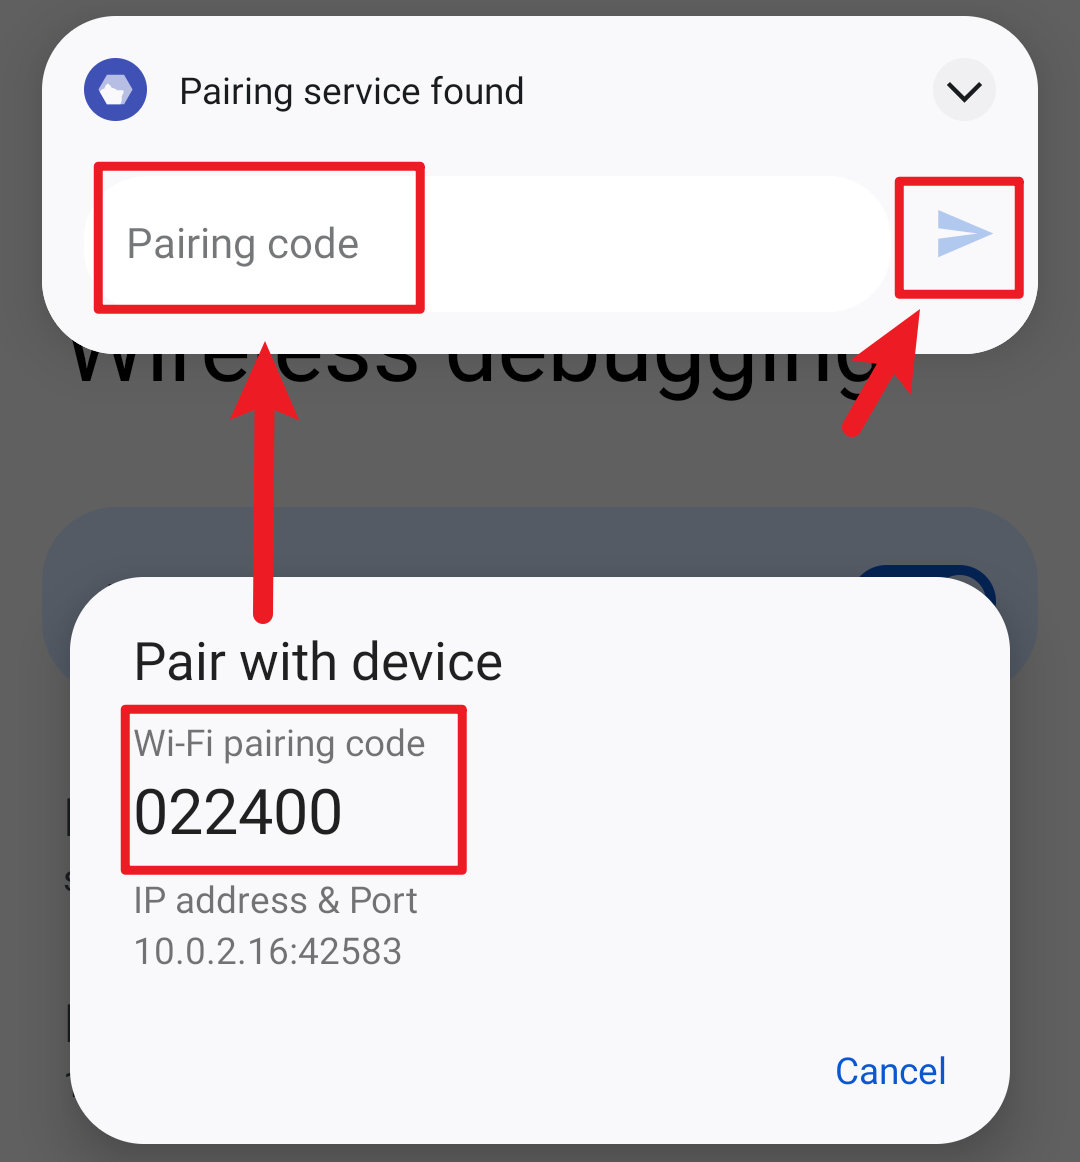 Pairing service found
Pairing code
Wireless debugging
Pair with device
Wi-Fi pairing code
022400
IP address & Port
10.0.2.16:42583
Cancel